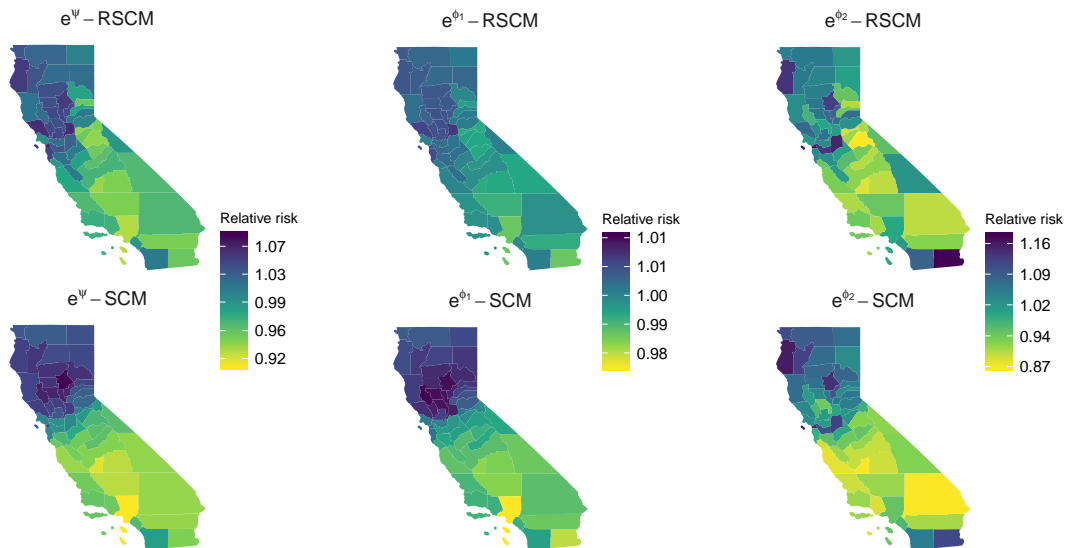 e^ψ – RSCM
e^ϕ1 – RSCM
e^ϕ2 – RSCM
Relative risk
1.07
1.03
0.99
0.96
0.92
Relative risk
1.01
1.01
1.00
0.99
0.98
Relative risk
1.16
1.09
1.02
0.94
0.87
e^ψ – SCM
e^ϕ1 – SCM
e^ϕ2 – SCM